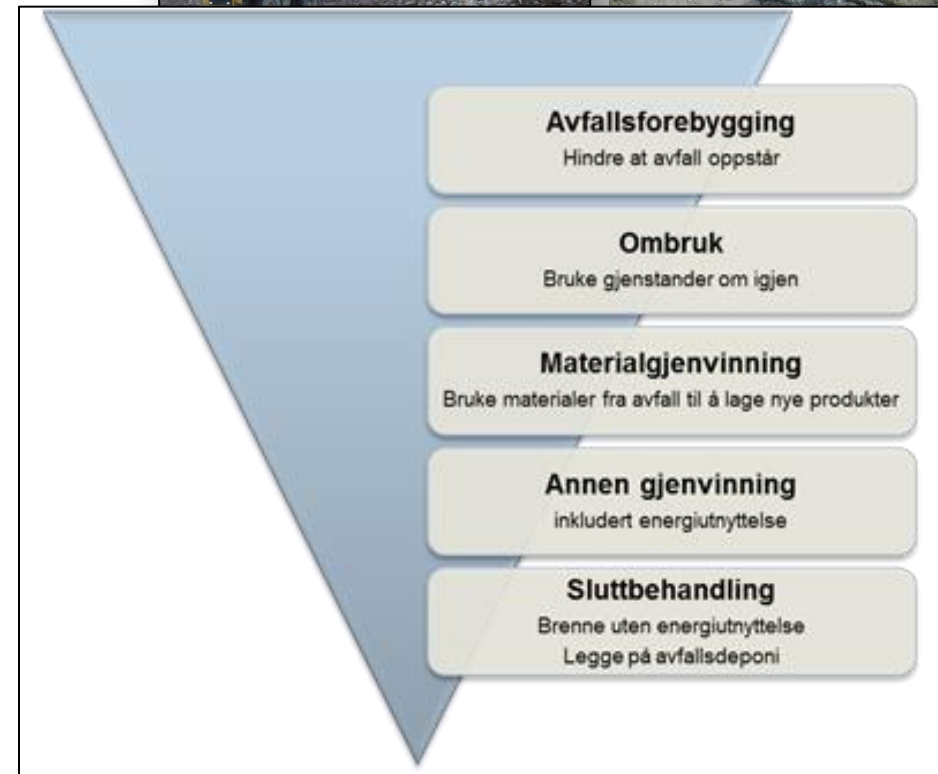 Avfallsforebygging
Hindre at avfall oppstår
Ombruk
Bruke gjenstander om igjen
Materialgjenvinning
Bruke materialer fra avfall til å lage nye produkter
Annen gjenvinning
inkludert energiutnyttelse
Sluttbehandling
Brenne uten energiutnyttelse
Legge på avfallsdeponi